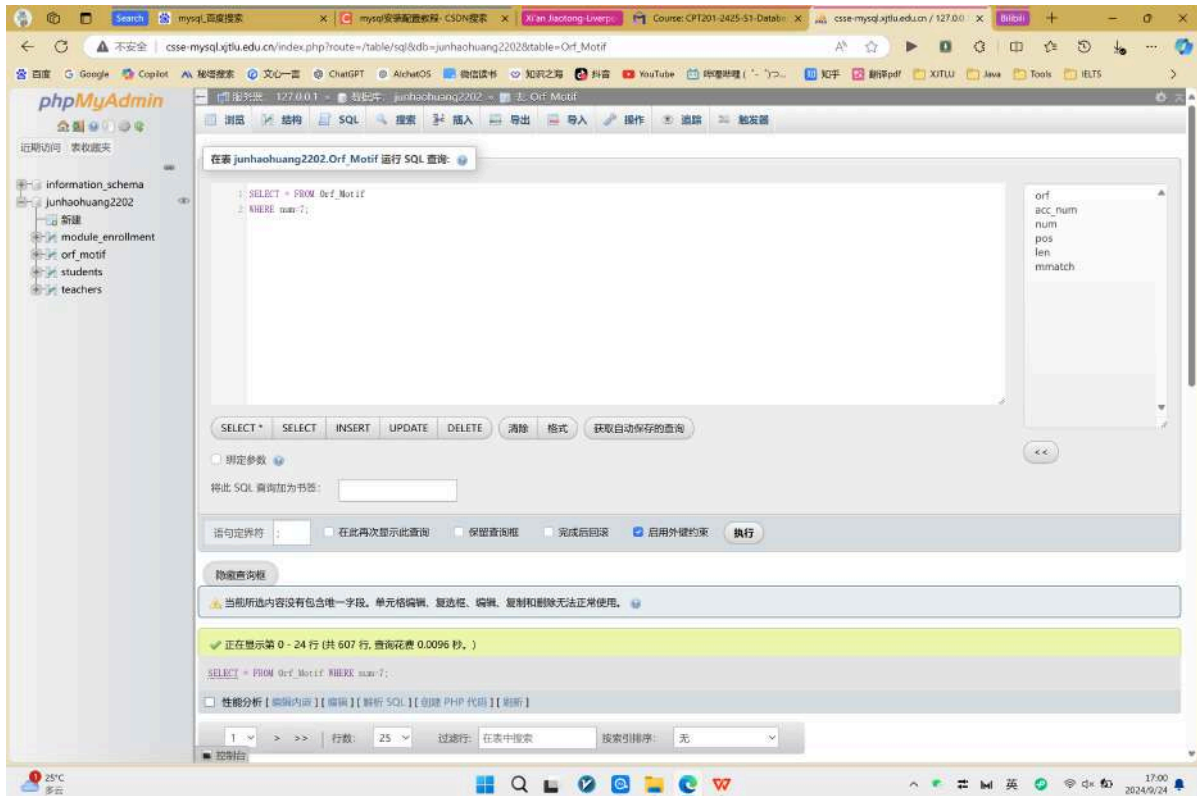 Search mysql_百度搜索 mysql安装配置教程- CSDN搜索 Xi'an Jiaotong-Liverpo Course: CPT201-2425-S1-Datab csse-mysql.xjtlu.edu.cn / 127.0.0 Bilibili
不安全 csse-mysql.xjtlu.edu.cn/index.php?route=/table/sql&db=junhaohuang2202&table=Orf_Motif
百度 Google Copilot 秘塔搜索 文心一言 ChatGPT AIchatOS 微信读书 知识之海 抖音 YouTube 知乎 翻译pdf XJTLU Java Tools IELTS
phpMyAdmin
近期访问 表收藏夹
information_schema
junhaohuang2202
新建
module_enrollment
orf_motif
students
teachers
服务器: 127.0.0.1 » 数据库: junhaohuang2202 » 表: Orf_Motif
浏览 结构 SQL 搜索 插入 导出 导入 操作 追踪 触发器
在表 junhaohuang2202.Orf_Motif 运行 SQL 查询:
1 SELECT * FROM Orf_Motif
2 WHERE num=7;
orf
acc_num
num
pos
len
mmatch
SELECT * SELECT INSERT UPDATE DELETE 清除 格式 获取自动保存的查询
<<
绑定参数
将此 SQL 查询加为书签:
语句定界符 ; 在此再次显示此查询 保留查询框 完成后回滚 启用外键约束 执行
隐藏查询框
当前所选内容没有包含唯一字段。单元格编辑、复选框、编辑、复制和删除无法正常使用。
正在显示第 0 - 24 行 (共 607 行, 查询花费 0.0096 秒。)
SELECT * FROM Orf_Motif WHERE num=7;
性能分析 [ 编辑内嵌 ] [ 编辑 ] [ 解析 SQL ] [ 创建 PHP 代码 ] [ 刷新 ]
1 > >> 行数: 25 过滤行: 在表中搜索 按索引排序: 无
控制台
25°C
多云
英
17:00
2024/9/24